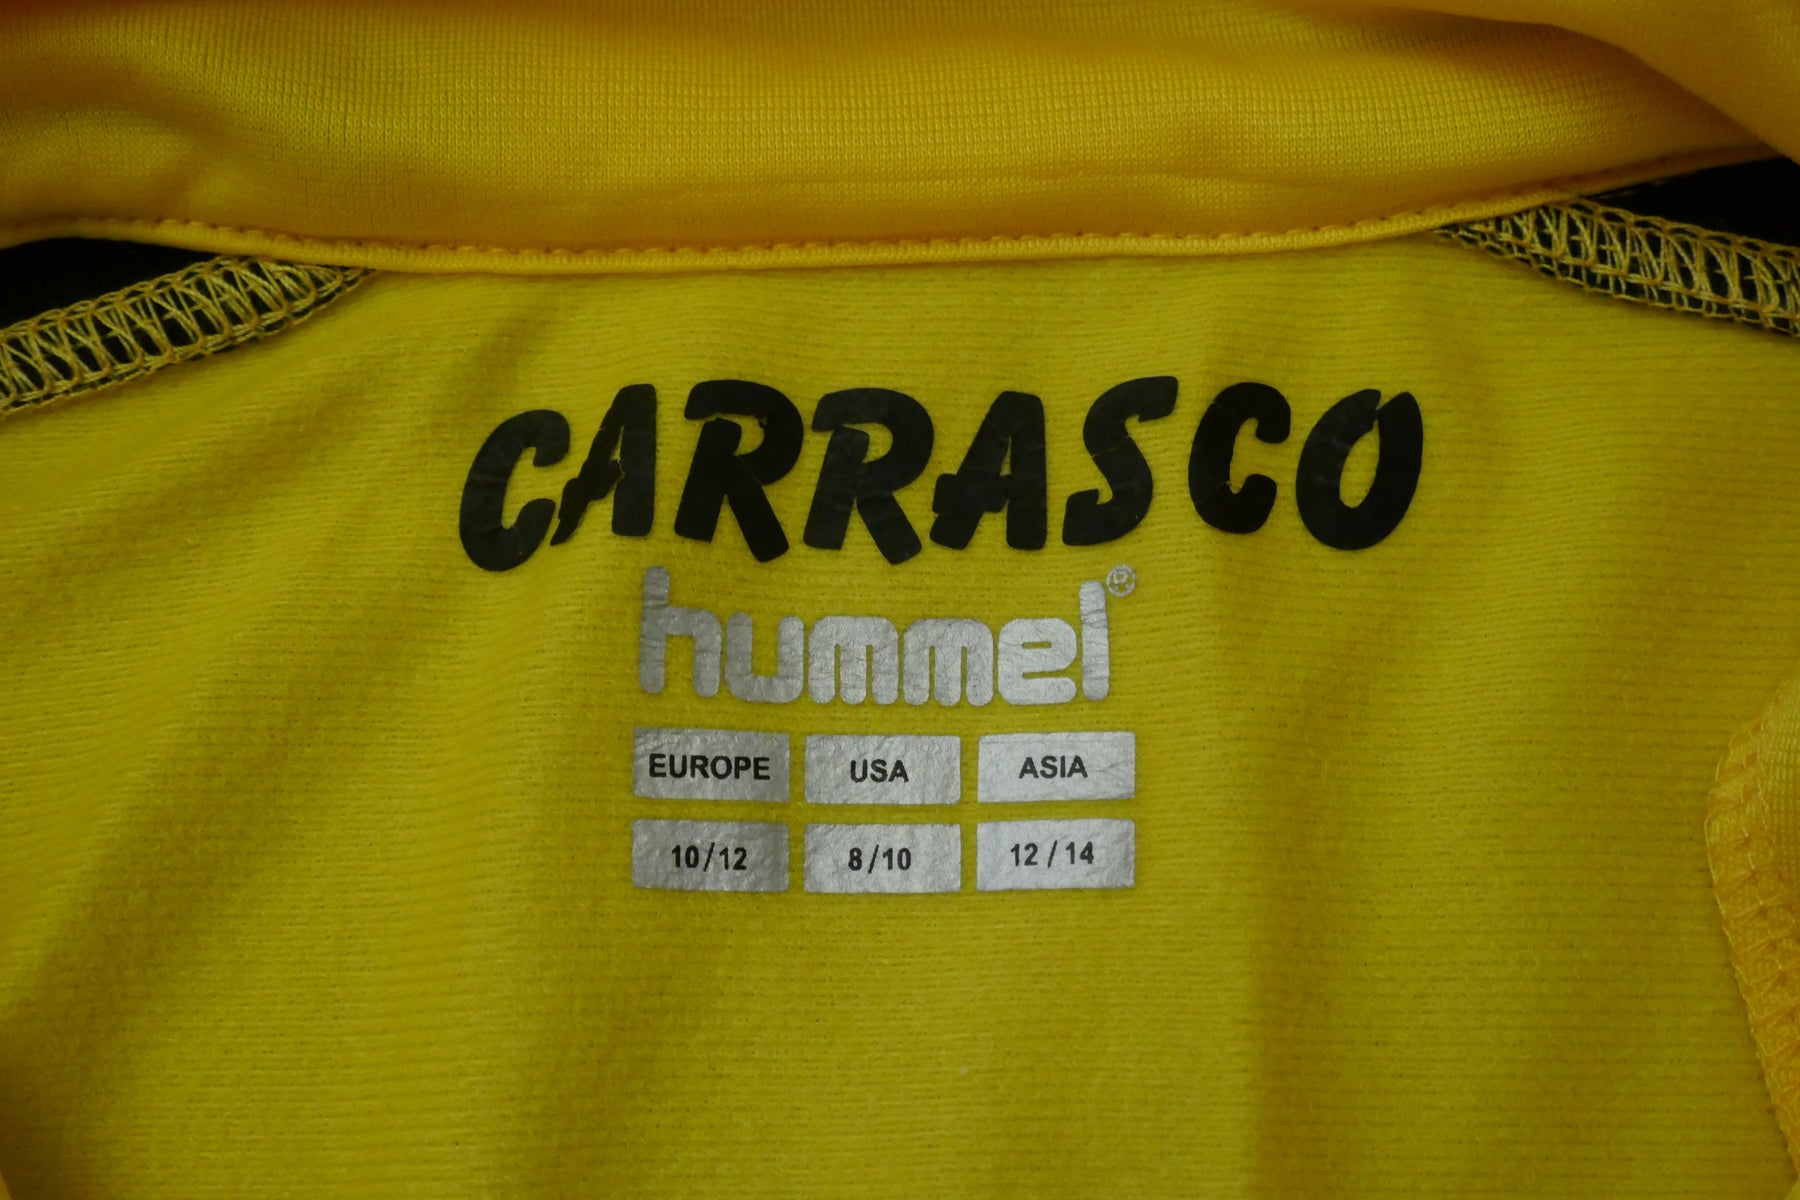 CARRASCO
hummel®
EUROPE USA ASIA
10/12 8/10 12/14